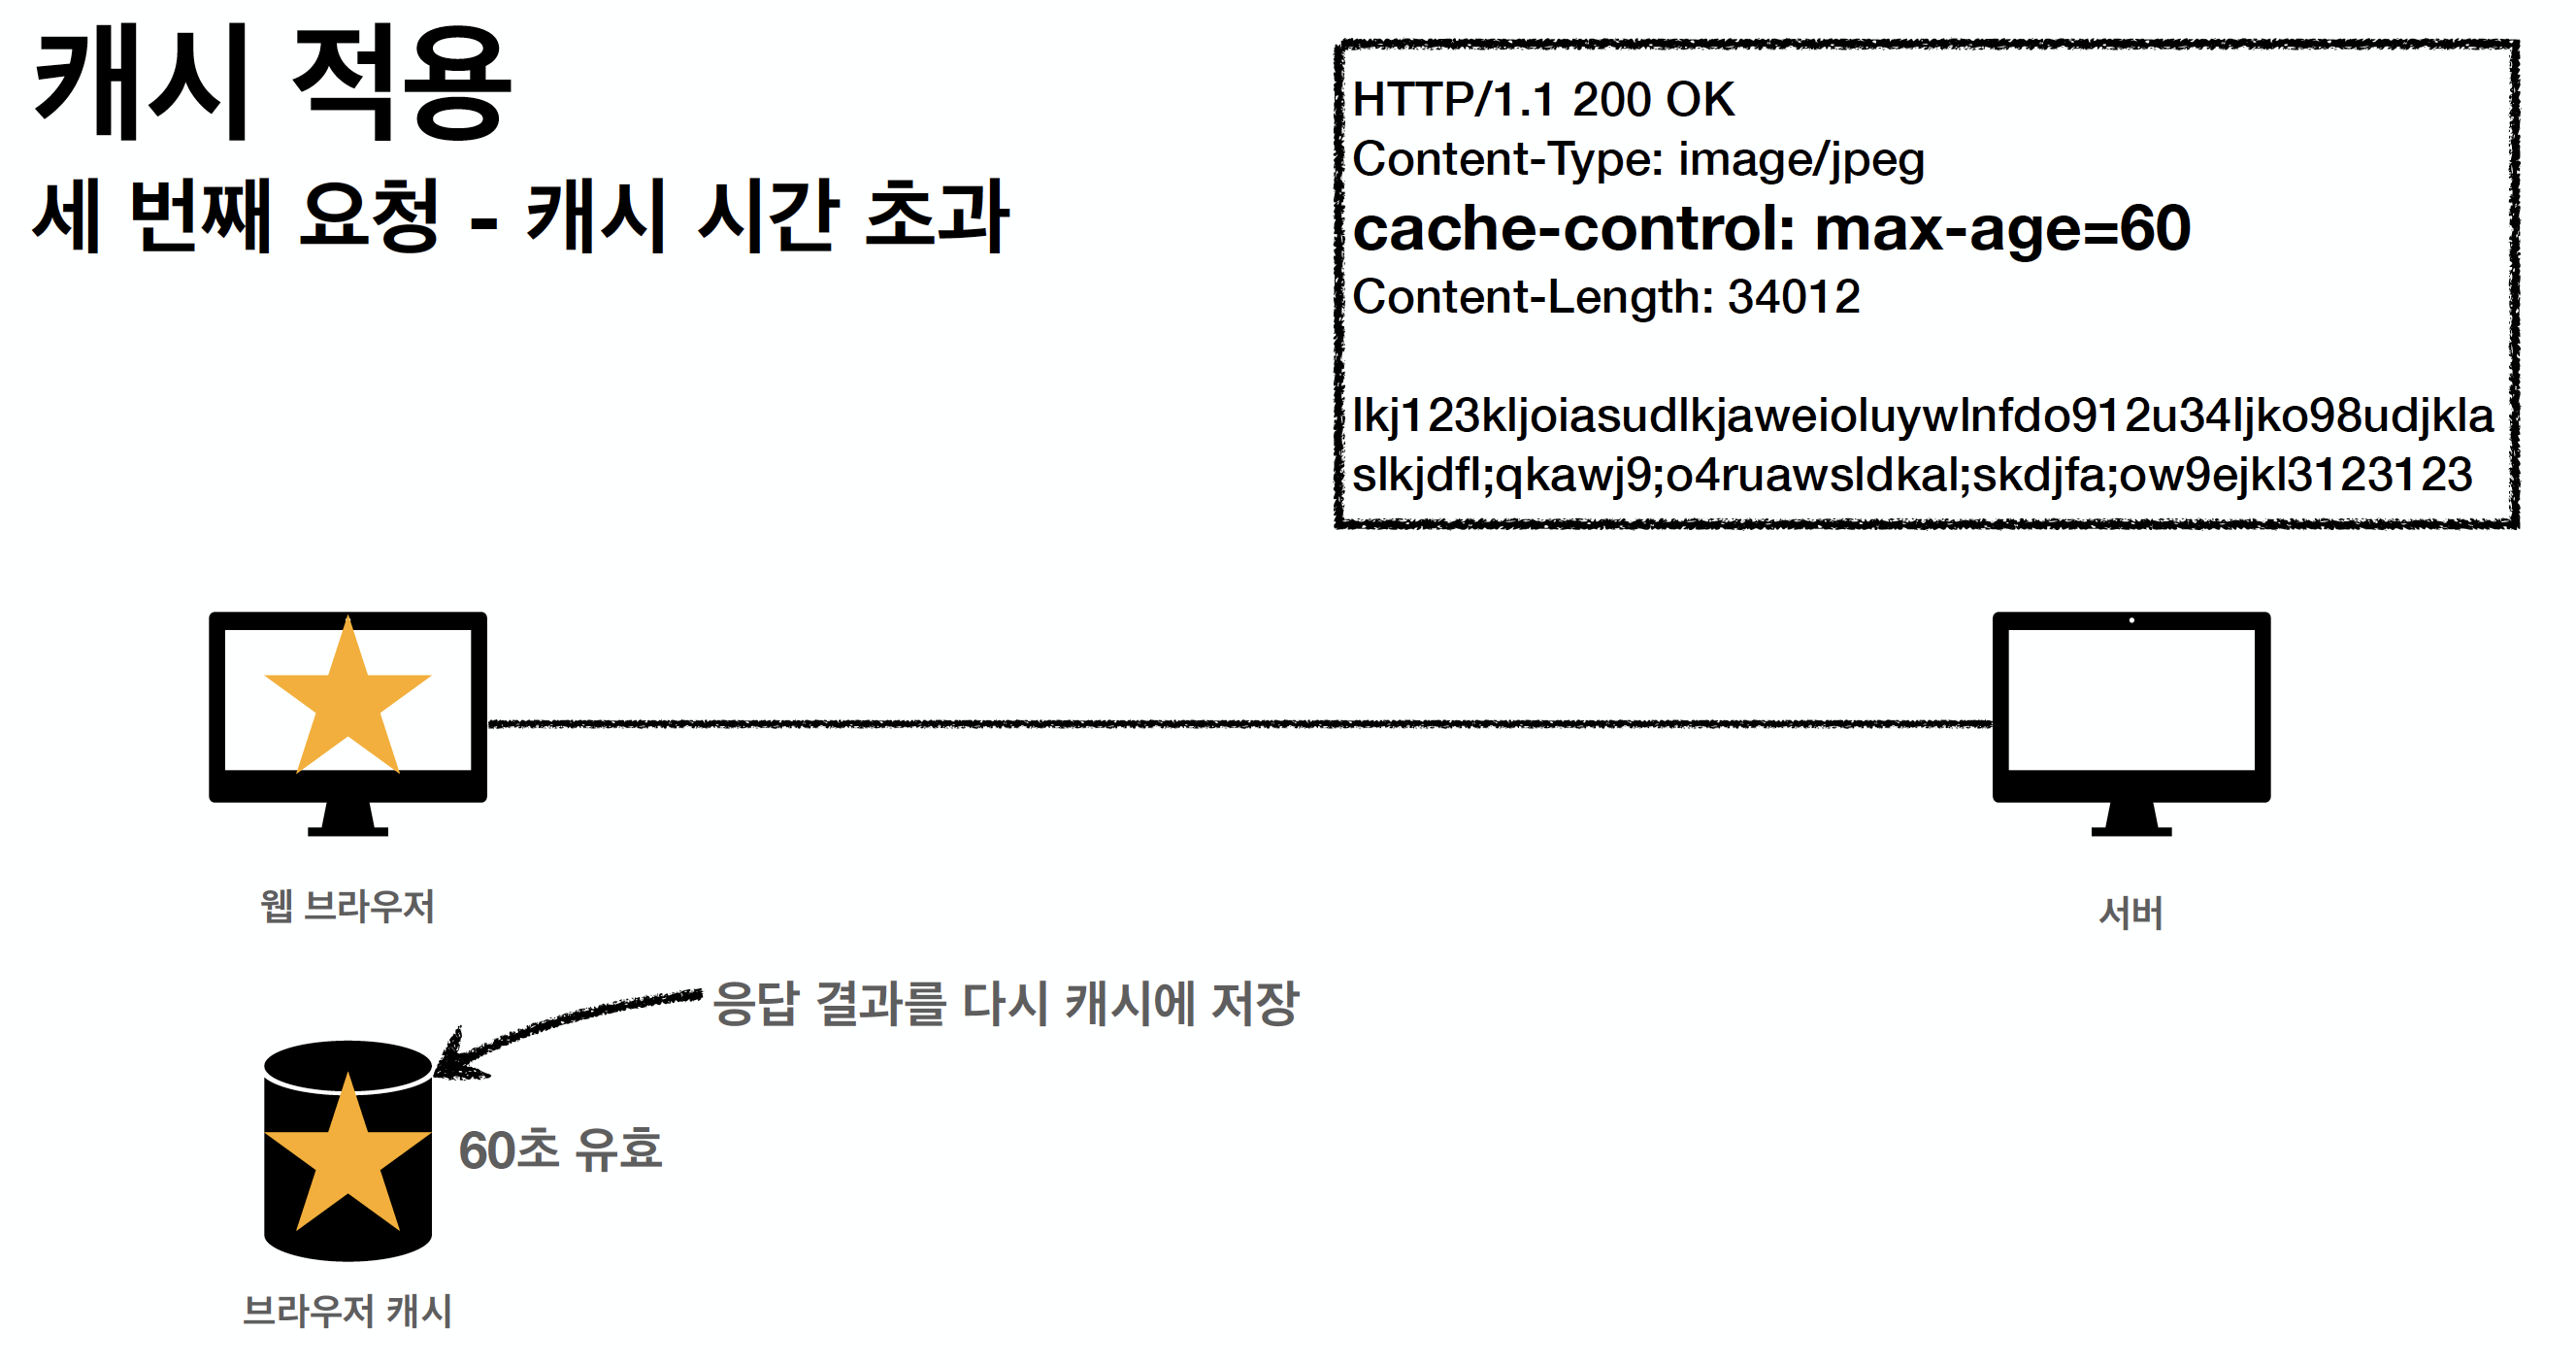 캐시 적용
세 번째 요청 - 캐시 시간 초과
HTTP/1.1 200 OK
Content-Type: image/jpeg
cache-control: max-age=60
Content-Length: 34012
lkj123kljoiasudlkjaweioluywlnfdo912u34ljko98udjkla
slkjdfl;qkawj9;o4ruawsldkal;skdjfa;ow9ejkl3123123
웹 브라우저
서버
응답 결과를 다시 캐시에 저장
60초 유효
브라우저 캐시